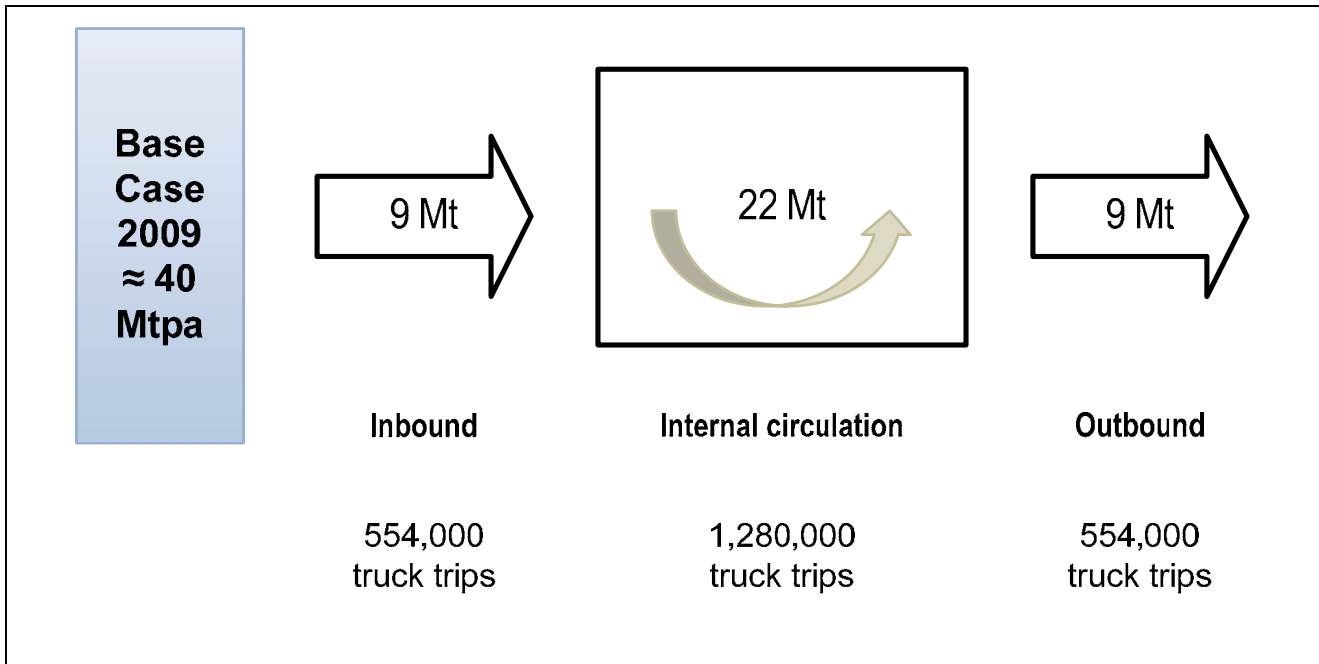 Base
Case
2009
≈ 40
Mtpa
9 Mt
22 Mt
9 Mt
Inbound
Internal circulation
Outbound
554,000
truck trips
1,280,000
truck trips
554,000
truck trips